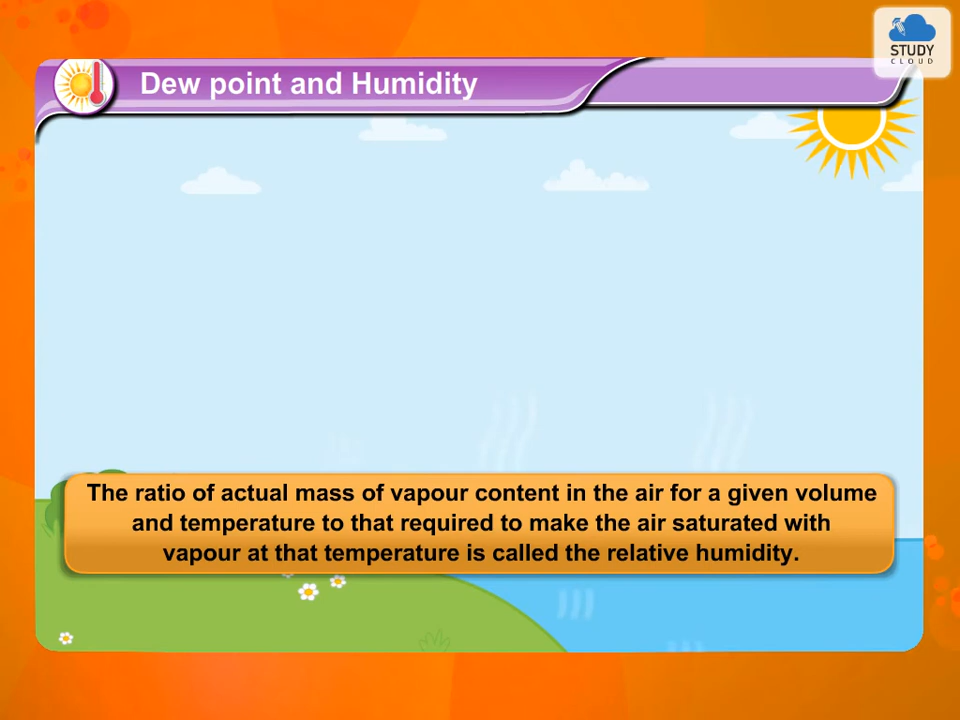 STUDY
CLOUD
Dew point and Humidity
The ratio of actual mass of vapour content in the air for a given volume
and temperature to that required to make the air saturated with
vapour at that temperature is called the relative humidity.